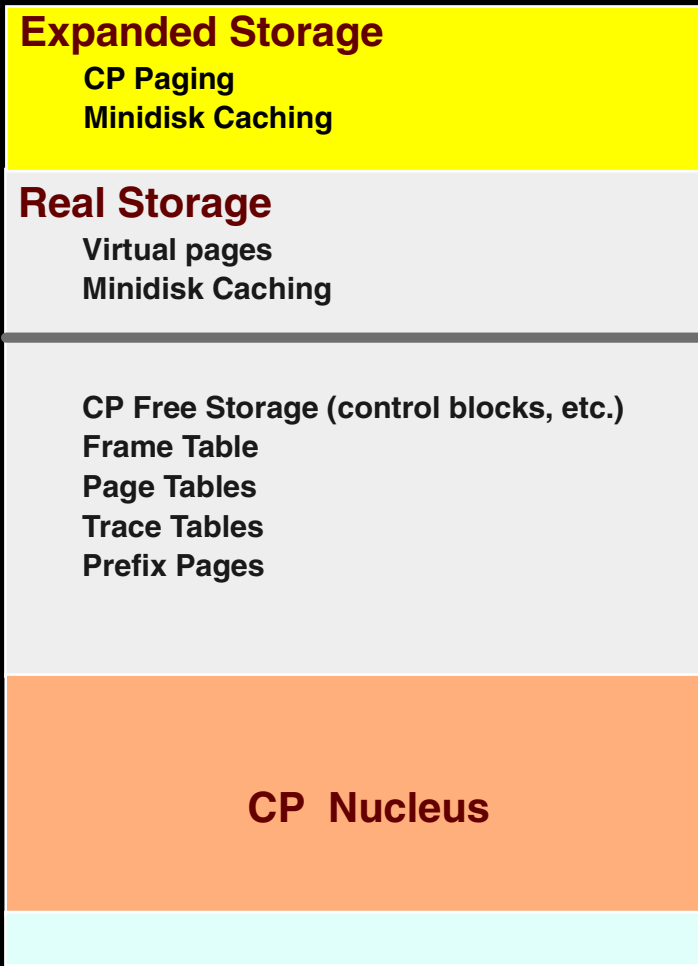 Expanded Storage
CP Paging
Minidisk Caching
Real Storage
Virtual pages
Minidisk Caching
CP Free Storage (control blocks, etc.)
Frame Table
Page Tables
Trace Tables
Prefix Pages
CP Nucleus